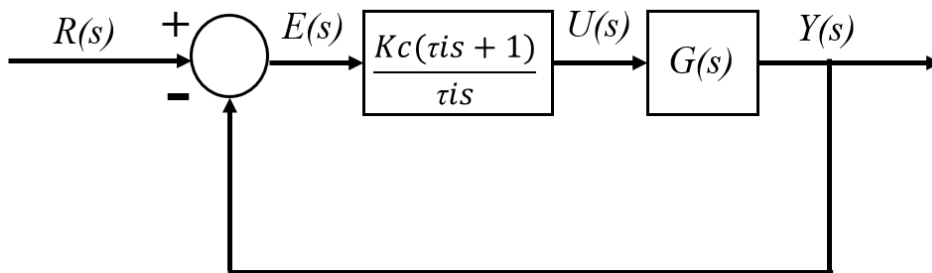 R(s)
+
-
E(s)
Kc(τis + 1)
τis
U(s)
G(s)
Y(s)